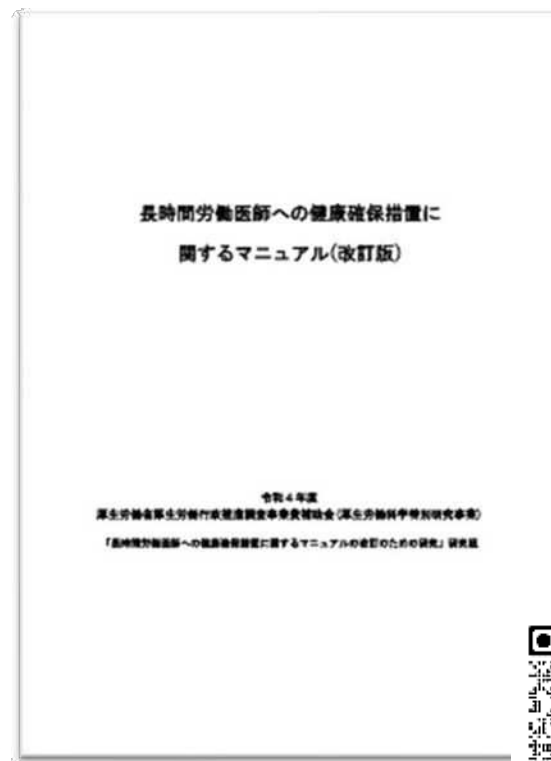 長時間労働医師への健康確保措置に
関するマニュアル(改訂版)
令和4年度
厚生労働省厚生労働行政推進調査事業費補助金(厚生労働科学特別研究事業)
「長時間労働医師への健康確保措置に関するマニュアルの改訂のための研究」研究班